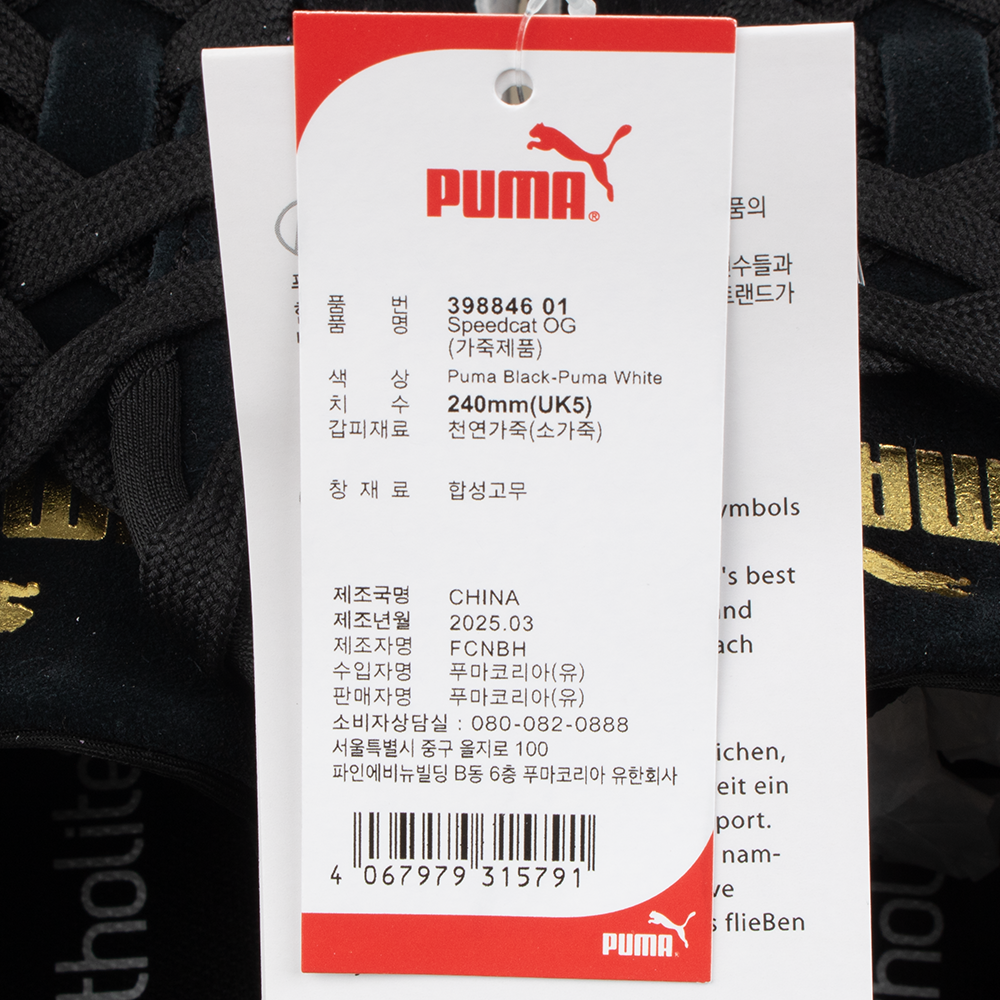 PUMA®
품 번 398846 01
품 명 Speedcat OG
(가죽제품)
색 상 Puma Black-Puma White
치 수 240mm(UK5)
갑피재료 천연가죽(소가죽)
창 재 료 합성고무
제조국명 CHINA
제조년월 2025.03
제조자명 FCNBH
수입자명 푸마코리아(유)
판매자명 푸마코리아(유)
소비자상담실 : 080-082-0888
서울특별시 중구 을지로 100
파인에비뉴빌딩 B동 6층 푸마코리아 유한회사
4 067979 315791
PUMA
품의
수들과
랜드가
ymbols
's best
nd
ach
ichen,
eit ein
port.
nam-
ve
s flieBen
tholite